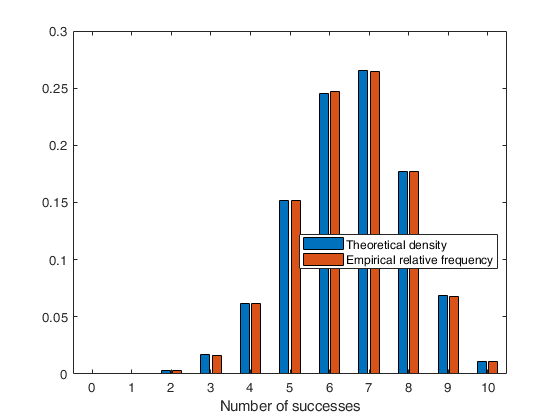 0.3
0.25
0.2
0.15
0.1
0.05
0
Theoretical density
Empirical relative frequency
0 1 2 3 4 5 6 7 8 9 10
Number of successes